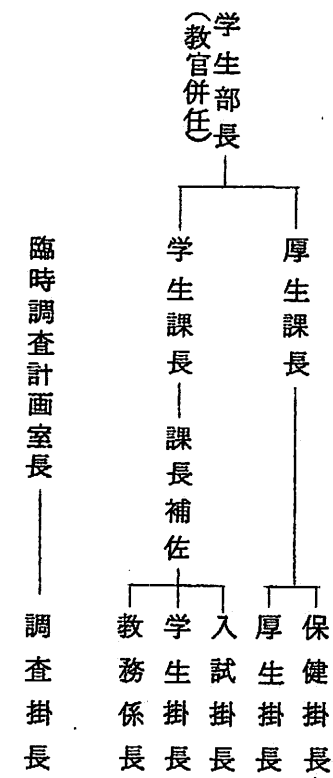 学生部長
(教官併任)
厚生課長
保健掛長
厚生掛長
学生課長
課長補佐
入試掛長
学生掛長
教務係長
臨時調査計画室長
調査掛長